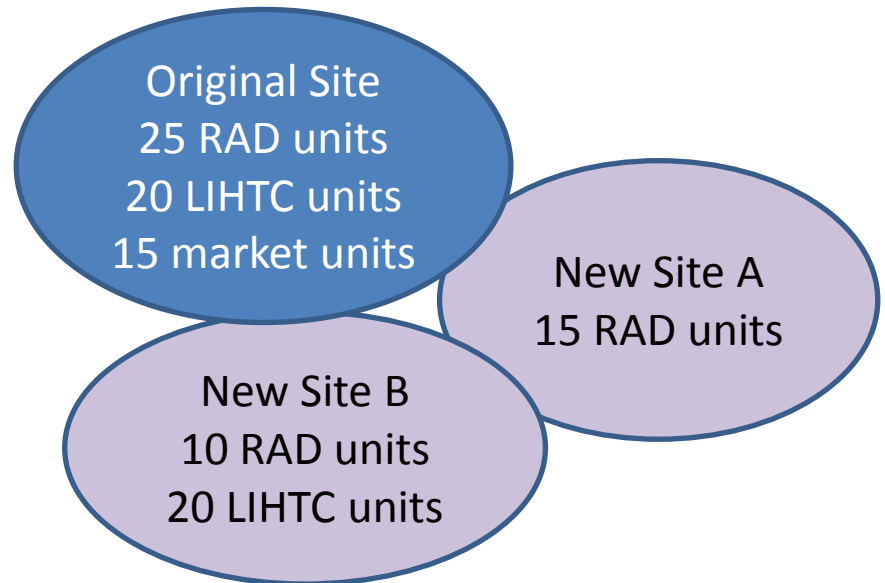 Original Site
25 RAD units
20 LIHTC units
15 market units
New Site A
15 RAD units
New Site B
10 RAD units
20 LIHTC units